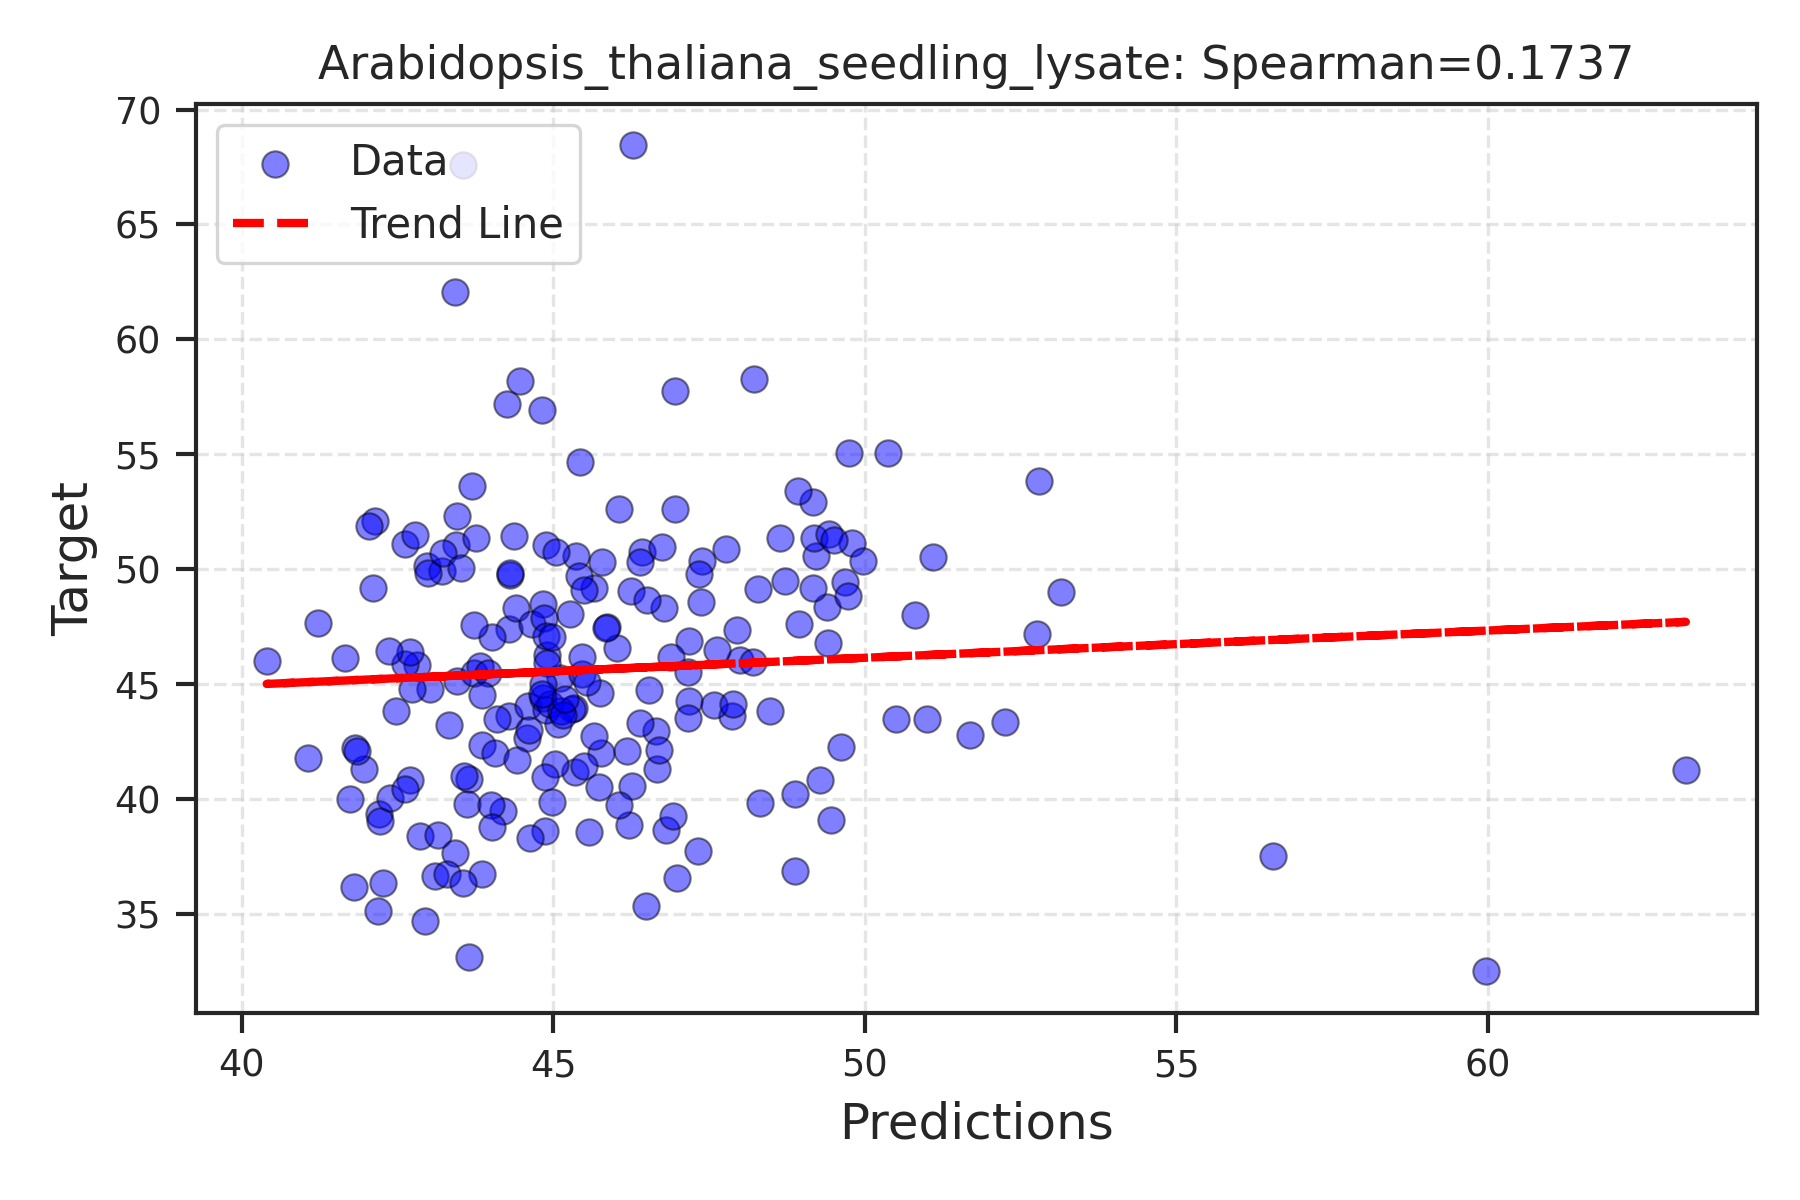 Arabidopsis_thaliana_seedling_lysate: Spearman=0.1737
Data
Trend Line
Target
70
65
60
55
50
45
40
35
40 45 50 55 60
Predictions